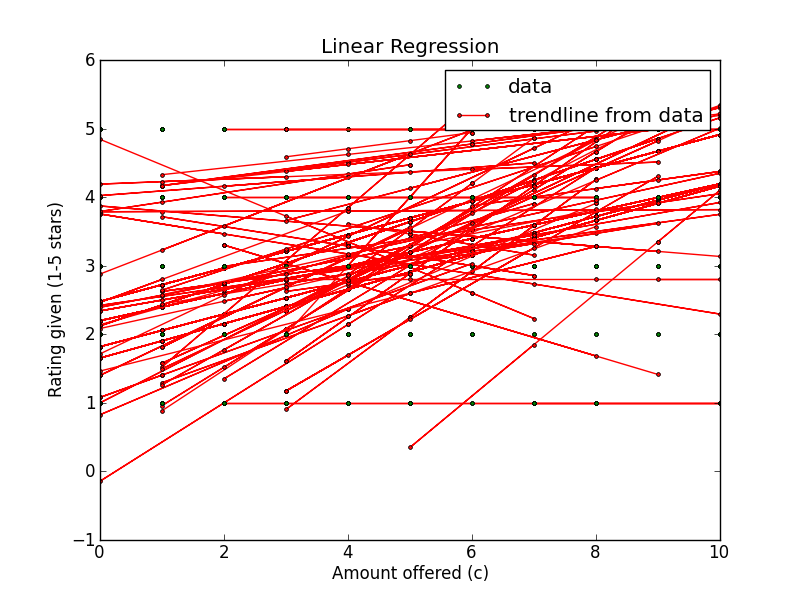 Linear Regression
data
trendline from data
6
5
4
3
2
1
0
−1
0 2 4 6 8 10
Rating given (1-5 stars)
Amount offered (c)